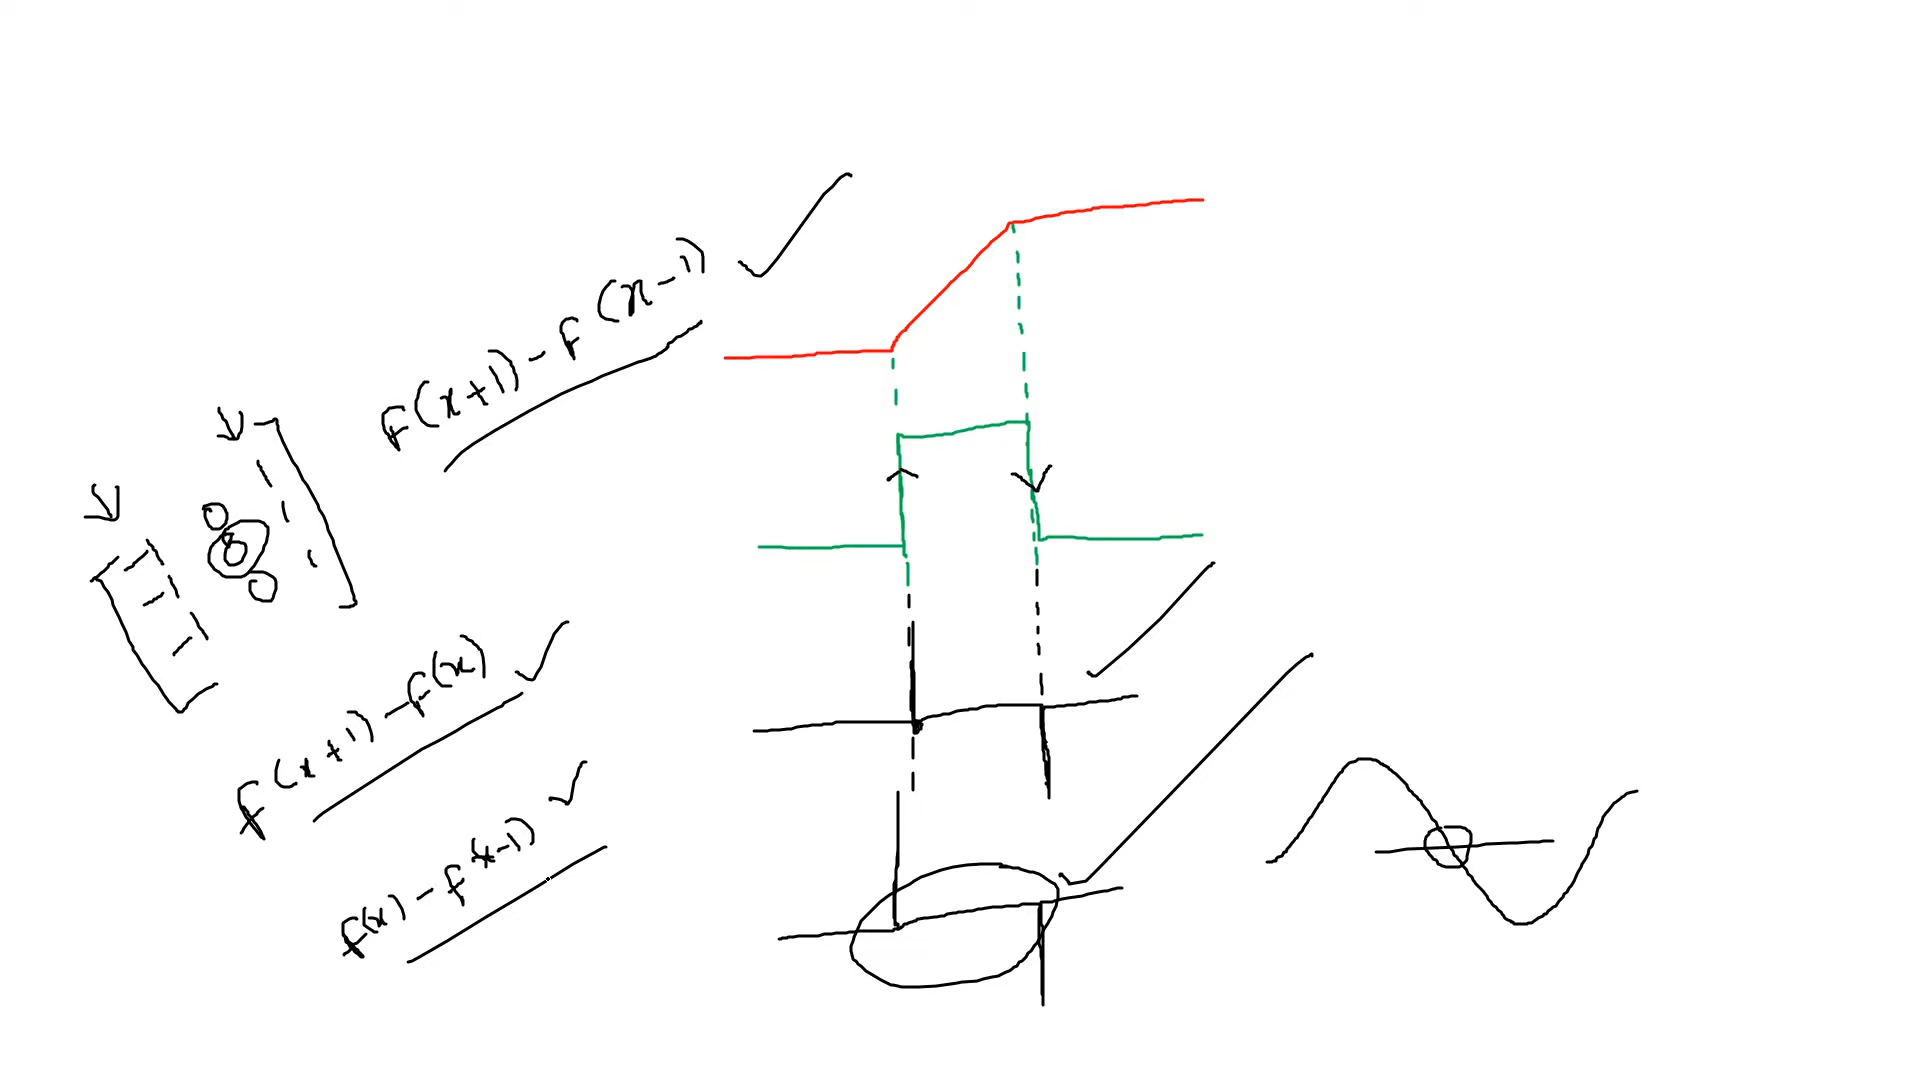 f(x+1) - f(x-1)
f(x+1) - f(x)
f(x) - f(x-1)